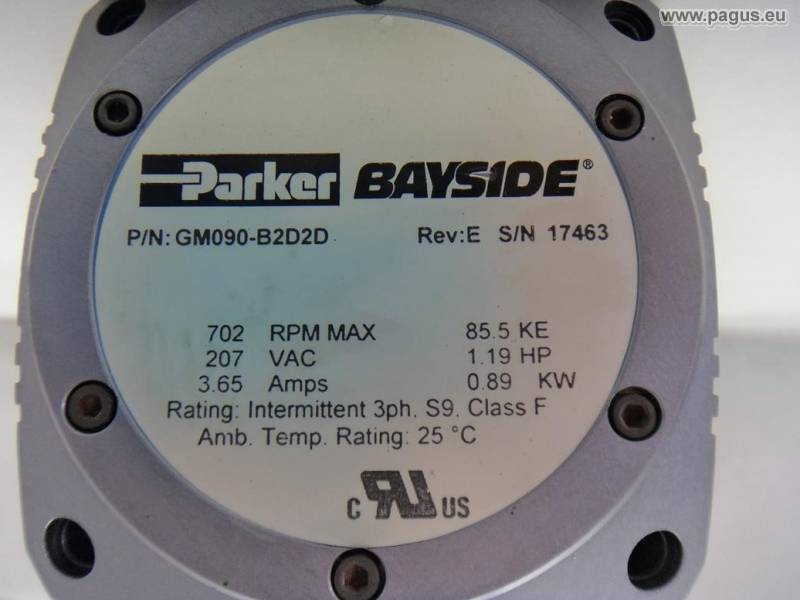 www.pagus.eu
Parker BAYSIDE®
P/N: GM090-B2D2D Rev:E S/N 17463
702 RPM MAX 85.5 KE
207 VAC 1.19 HP
3.65 Amps 0.89 KW
Rating: Intermittent 3ph, S9, Class F
Amb. Temp. Rating: 25 °C
C RU US